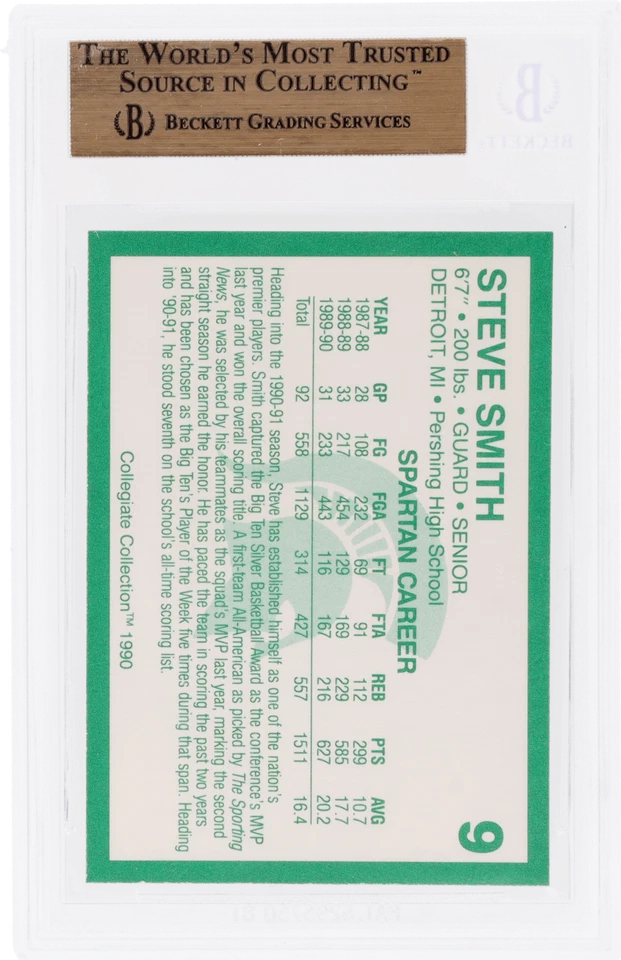 THE WORLD'S MOST TRUSTED
SOURCE IN COLLECTING™
B BECKETT GRADING SERVICES
B
BECKETT
STEVE SMITH 9
6'7" • 200 lbs. • GUARD • SENIOR
DETROIT, MI • Pershing High School
SPARTAN CAREER
YEAR GP FG FGA FT FTA REB PTS AVG
1987-88 28 108 232 69 91 112 299 10.7
1988-89 33 217 454 129 169 229 585 17.7
1989-90 31 233 443 116 167 216 627 20.2
Total 92 558 1129 314 427 557 1511 16.4
Heading into the 1990-91 season, Steve has established himself as one of the nation's
premier players. Smith captured the Big Ten Silver Basketball Award as the conference's MVP
last year and won the overall scoring title. A first-team All-American as picked by The Sporting
News, he was selected by his teammates as the squad's MVP last year, marking the second
straight season he earned the honor. He has paced the team in scoring the past two years
and has been chosen as the Big Ten's Player of the Week five times during that span. Heading
into '90-91, he stood seventh on the school's all-time scoring list.
Collegiate Collection™ 1990